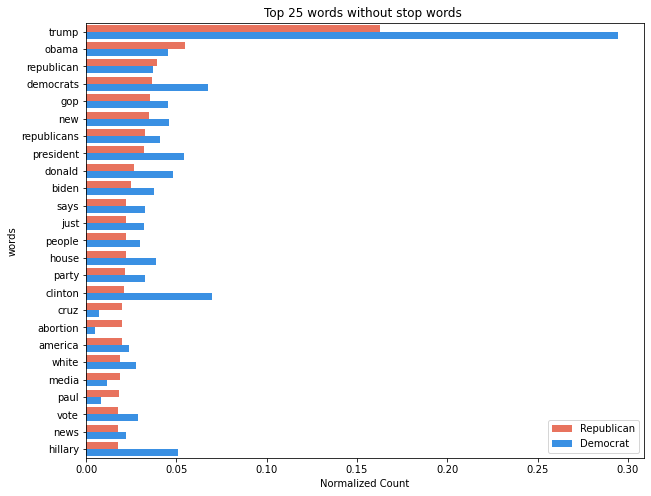 Top 25 words without stop words
words
trump
obama
republican
democrats
gop
new
republicans
president
donald
biden
says
just
people
house
party
clinton
cruz
abortion
america
white
media
paul
vote
news
hillary
Republican
Democrat
0.00 0.05 0.10 0.15 0.20 0.25 0.30
Normalized Count